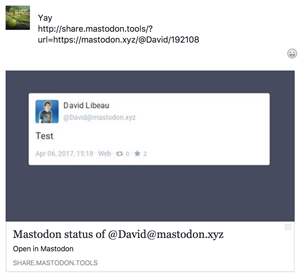 Yay
http://share.mastodon.tools/?
url=https://mastodon.xyz/@David/192108
David Libeau
@David@mastodon.xyz
Test
Apr 06, 2017, 15:18 · Web · 0 · 2
Mastodon status of @David@mastodon.xyz
Open in Mastodon
SHARE.MASTODON.TOOLS